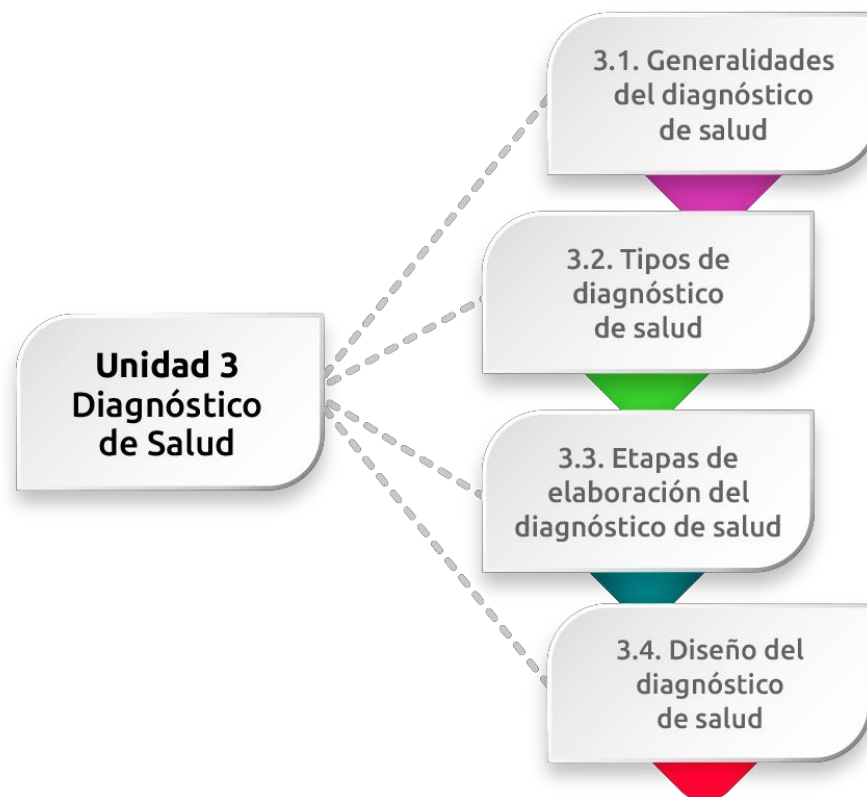 3.1. Generalidades
del diagnóstico
de salud
3.2. Tipos de
diagnóstico
de salud
Unidad 3
Diagnóstico
de Salud
3.3. Etapas de
elaboración del
diagnóstico de salud
3.4. Diseño del
diagnóstico
de salud